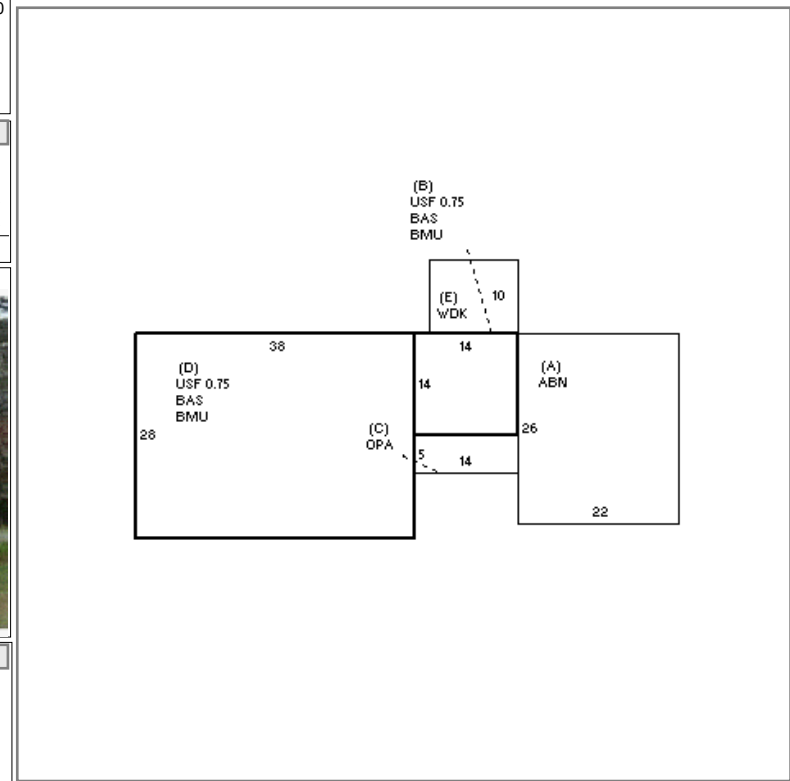 0
(B)
USF 0.75
BAS
BMU
(E)
WDK
10
38
14
(D)
USF 0.75
BAS
BMU
14
(A)
ABN
28
(C)
OPA
26
5
14
22